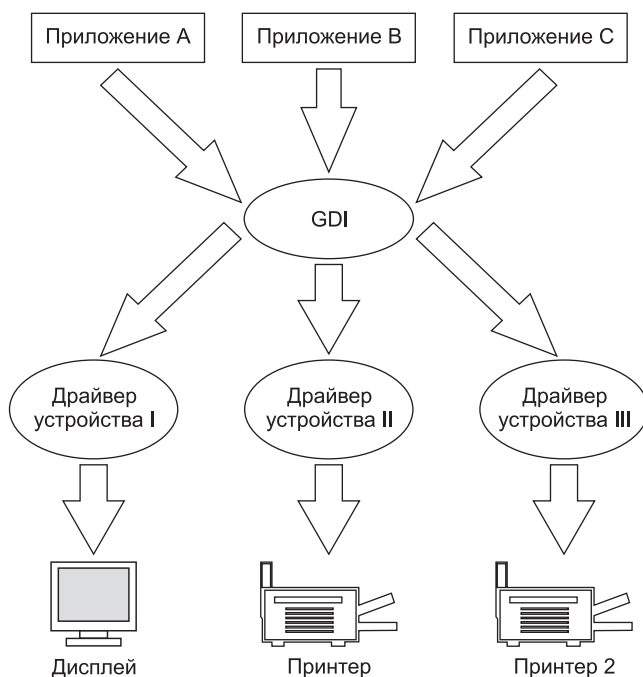 Приложение A
Приложение B
Приложение C
GDI
Драйвер
устройства I
Драйвер
устройства II
Драйвер
устройства III
Дисплей
Принтер
Принтер 2